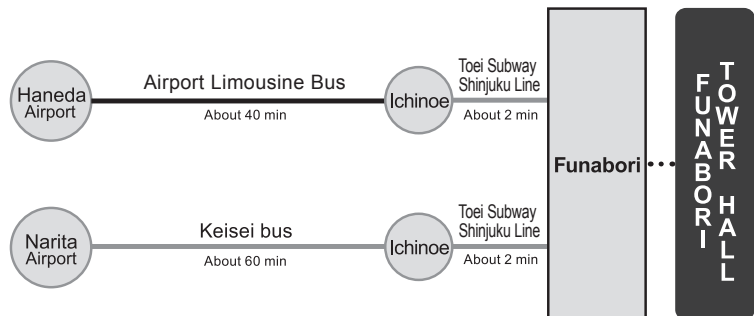 Haneda
Airport
Airport Limousine Bus
About 40 min
Ichinoe
Toei Subway
Shinjuku Line
About 2 min
Narita
Airport
Keisei bus
About 60 min
Ichinoe
Toei Subway
Shinjuku Line
About 2 min
Funabori
TOWER HALL
FUNABORI